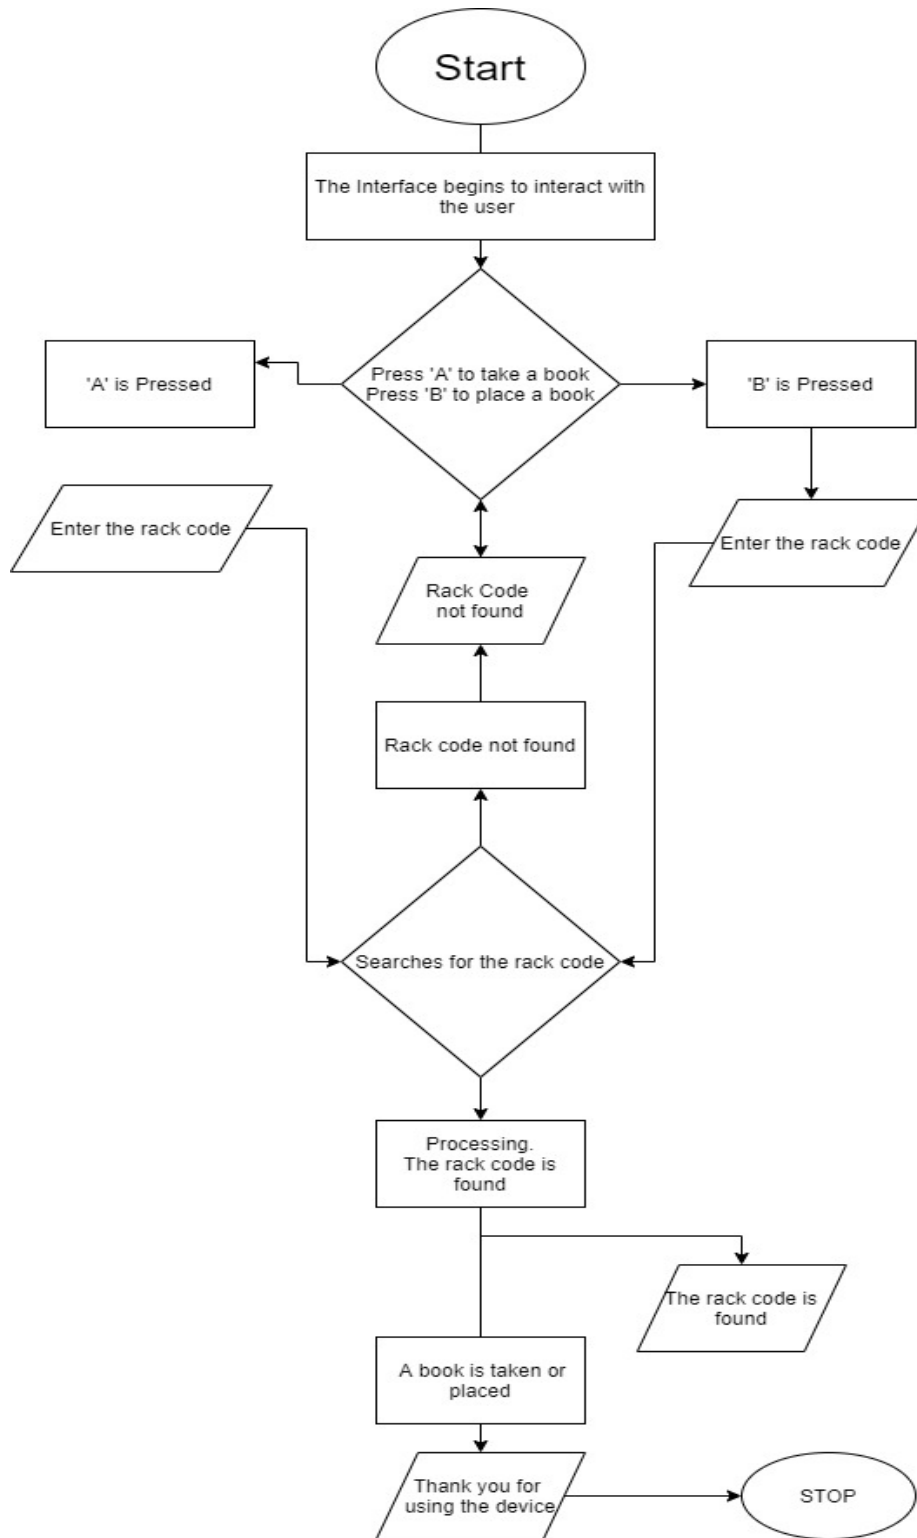 Start
The Interface begins to interact with
the user
Press 'A' to take a book
Press 'B' to place a book
'A' is Pressed
'B' is Pressed
Enter the rack code
Enter the rack code
Rack Code
not found
Rack code not found
Searches for the rack code
Processing.
The rack code is
found
The rack code is
found
A book is taken or
placed
Thank you for
using the device
STOP